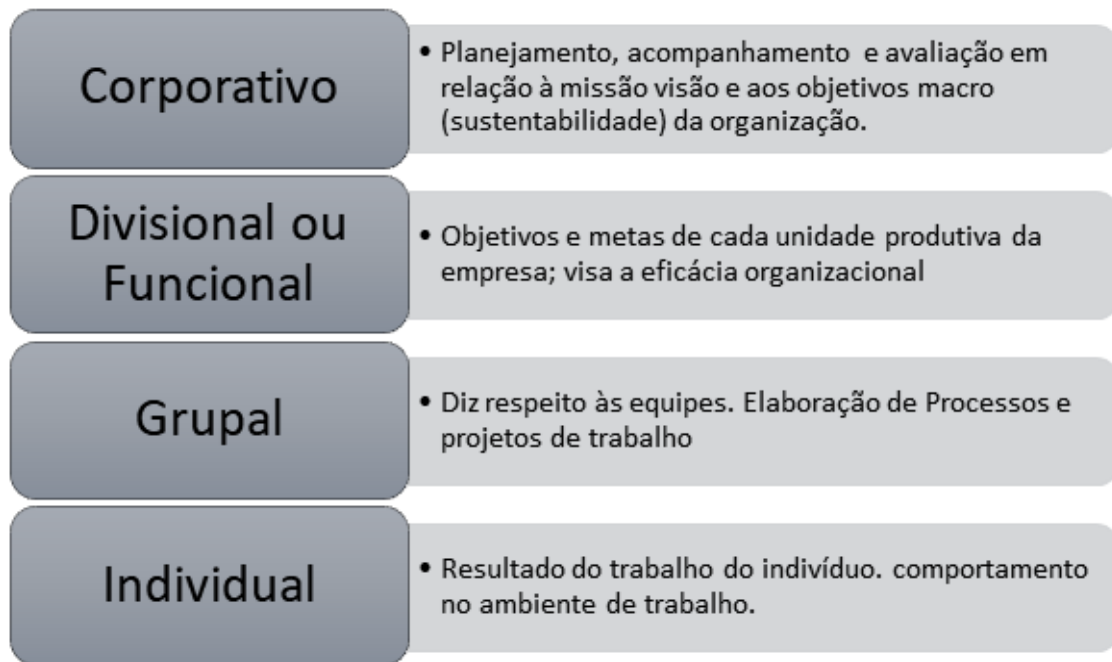 Corporativo
• Planejamento, acompanhamento e avaliação em
relação à missão visão e aos objetivos macro
(sustentabilidade) da organização.
Divisional ou
Funcional
• Objetivos e metas de cada unidade produtiva da
empresa; visa a eficácia organizacional
Grupal
• Diz respeito às equipes. Elaboração de Processos e
projetos de trabalho
Individual
• Resultado do trabalho do indivíduo. comportamento
no ambiente de trabalho.